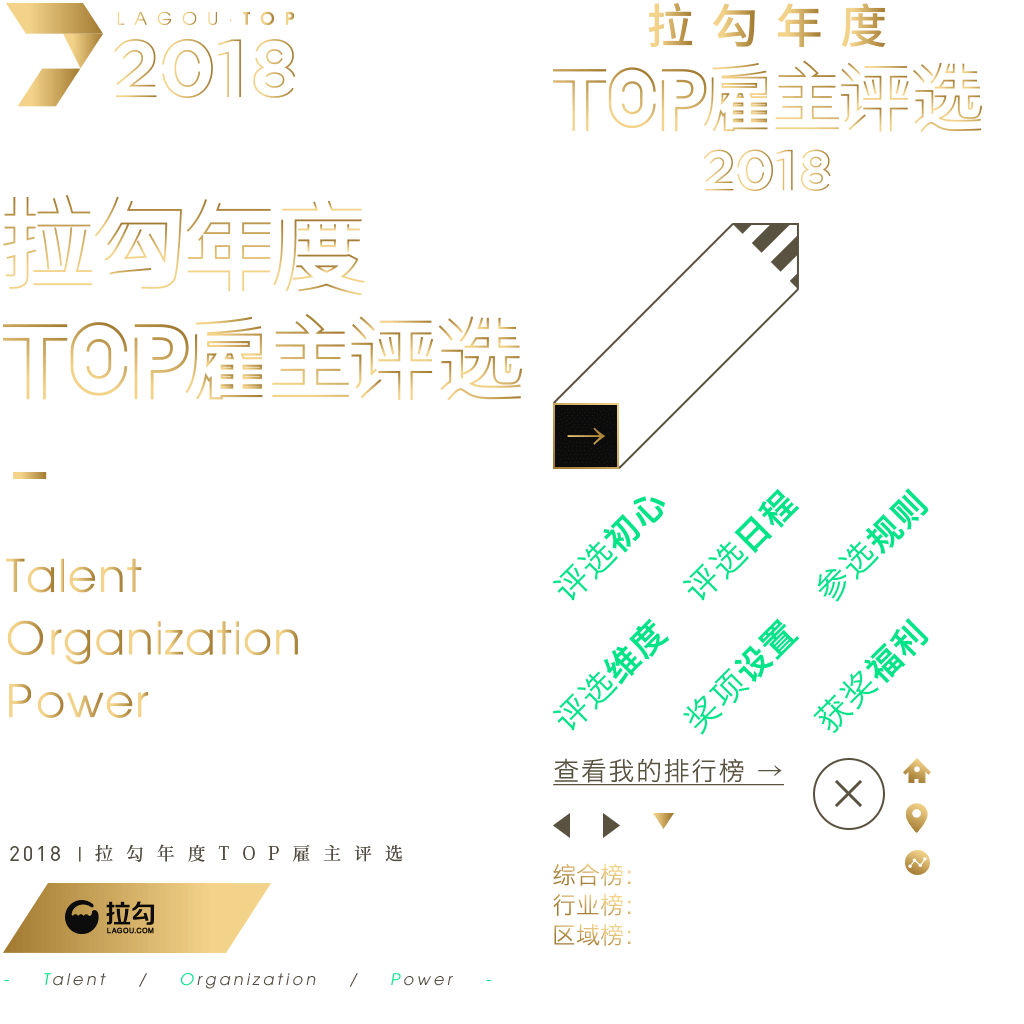 LAGOU·TOP
2018
拉勾年度
TOP雇主评选
2018
拉勾年度
TOP雇主评选
评选初心
评选日程
参选规则
评选维度
奖项设置
获奖福利
Talent
Organization
Power
查看我的排行榜 →
综合榜:
行业榜:
区域榜:
2018 | 拉勾年度TOP雇主评选
拉勾
LAGOU.COM
- Talent / Organization / Power -